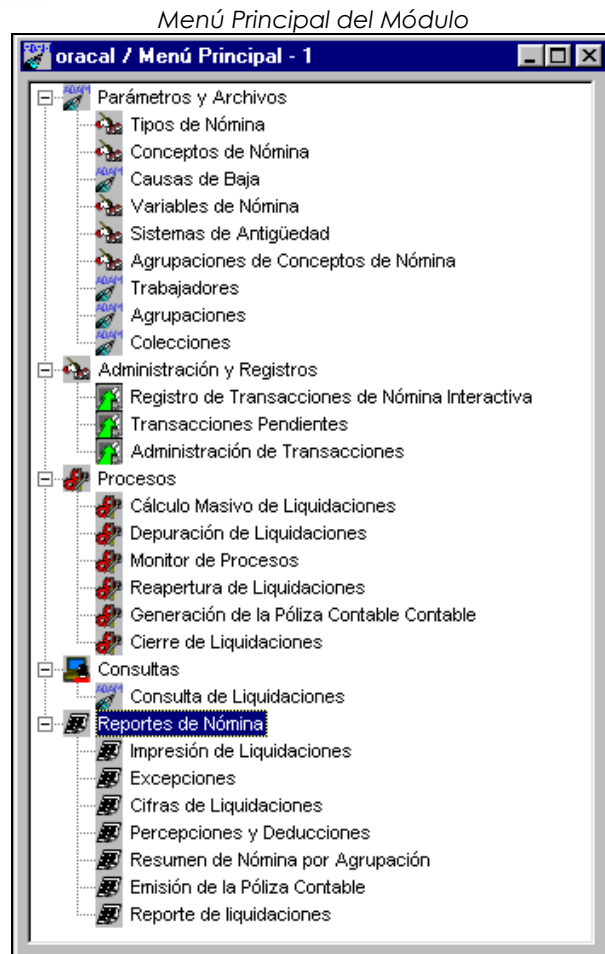 Menú Principal del Módulo
oracal / Menú Principal - 1
Parámetros y Archivos
Tipos de Nómina
Conceptos de Nómina
Causas de Baja
Variables de Nómina
Sistemas de Antigüedad
Agrupaciones de Conceptos de Nómina
Trabajadores
Agrupaciones
Colecciones
Administración y Registros
Registro de Transacciones de Nómina Interactiva
Transacciones Pendientes
Administración de Transacciones
Procesos
Cálculo Masivo de Liquidaciones
Depuración de Liquidaciones
Monitor de Procesos
Reapertura de Liquidaciones
Generación de la Póliza Contable Contable
Cierre de Liquidaciones
Consultas
Consulta de Liquidaciones
Reportes de Nómina
Impresión de Liquidaciones
Excepciones
Cifras de Liquidaciones
Percepciones y Deducciones
Resumen de Nómina por Agrupación
Emisión de la Póliza Contable
Reporte de liquidaciones